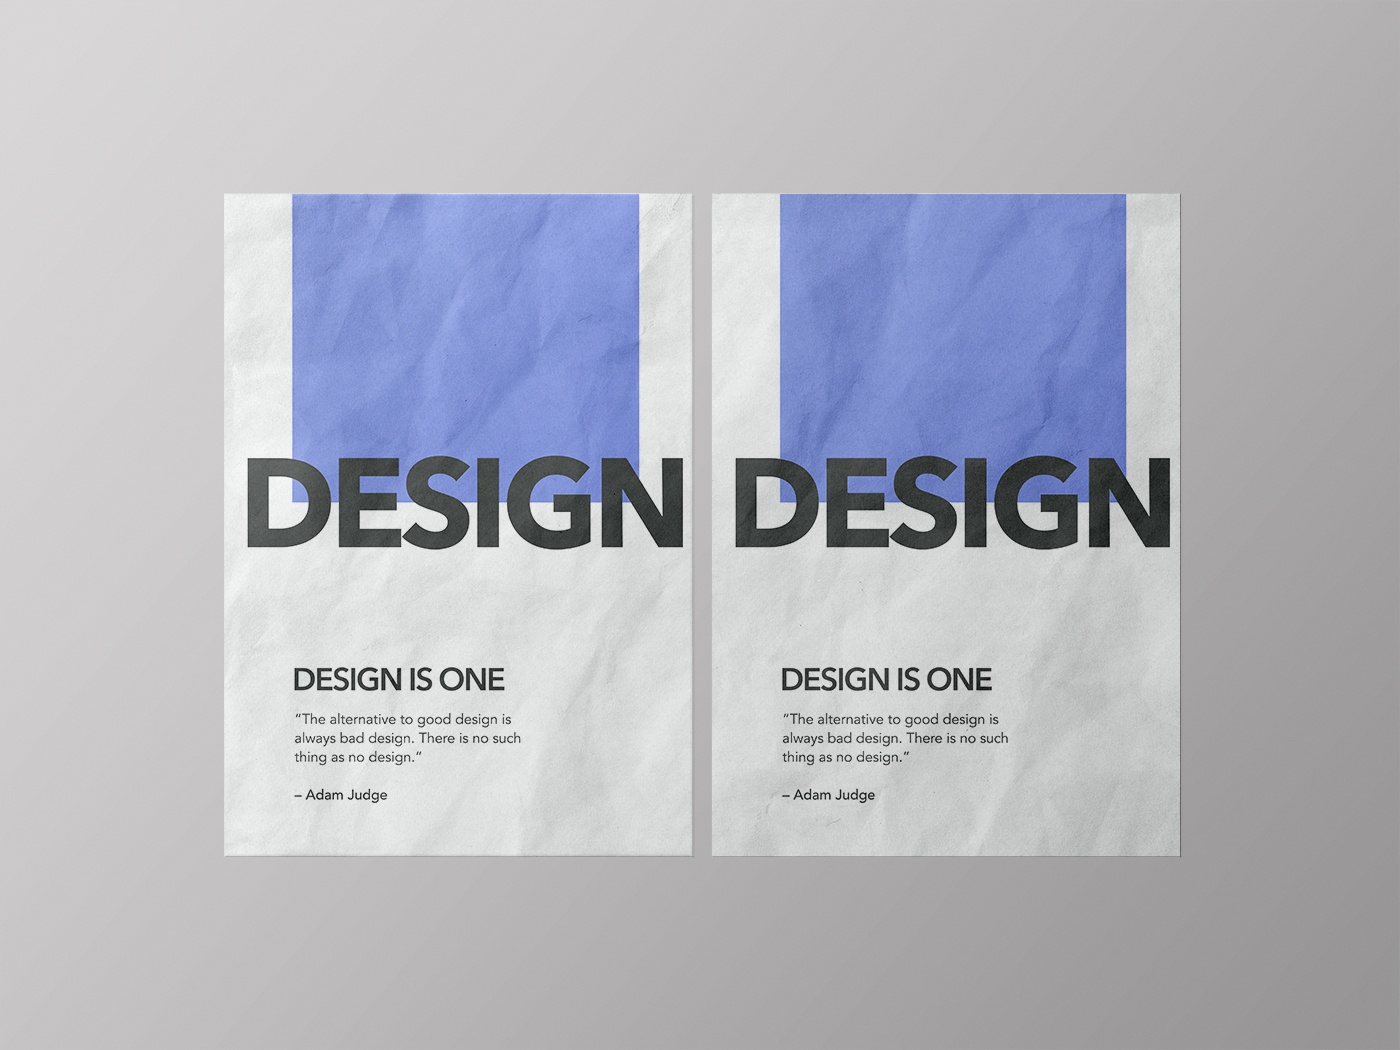 DESIGN
DESIGN IS ONE
“The alternative to good design is
always bad design. There is no such
thing as no design.”
– Adam Judge
DESIGN
DESIGN IS ONE
“The alternative to good design is
always bad design. There is no such
thing as no design.”
– Adam Judge